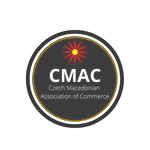 CMAC
Czech Macedonian
Association of Commerce